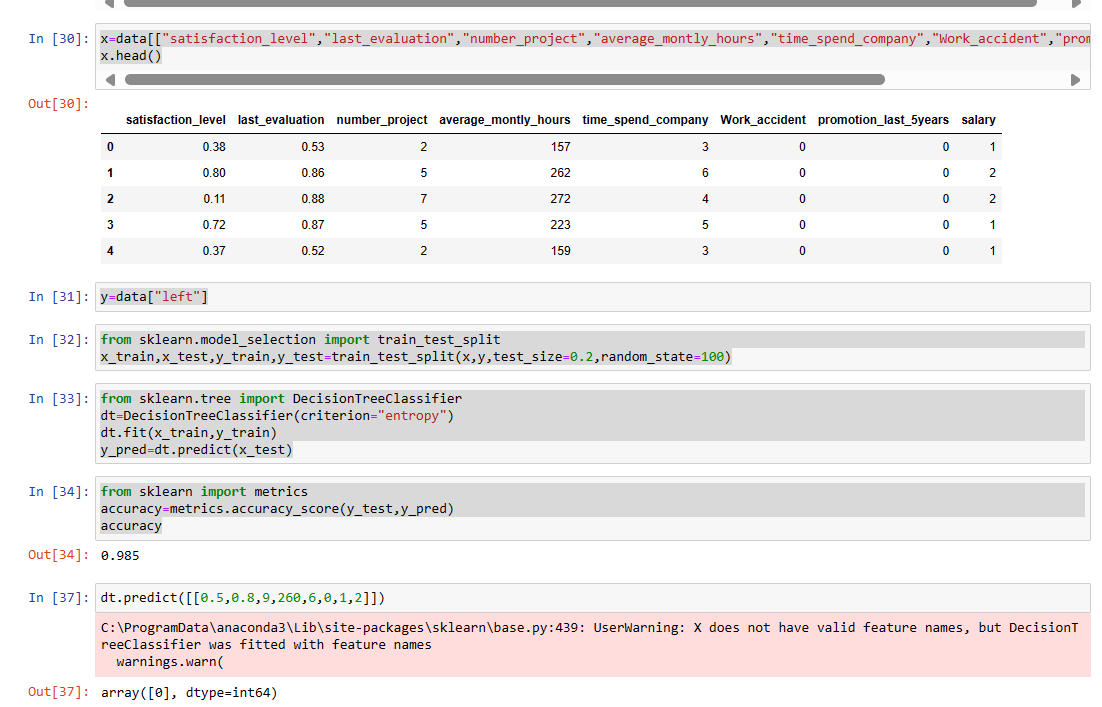 In [30]: x=data[["satisfaction_level","last_evaluation","number_project","average_montly_hours","time_spend_company","Work_accident","pro
x.head()
Out[30]:
satisfaction_level last_evaluation number_project average_montly_hours time_spend_company Work_accident promotion_last_5years salary
0 0.38 0.53 2 157 3 0 0 1
1 0.80 0.86 5 262 6 0 0 2
2 0.11 0.88 7 272 4 0 0 2
3 0.72 0.87 5 223 5 0 0 1
4 0.37 0.52 2 159 3 0 0 1
In [31]: y=data["left"]
In [32]: from sklearn.model_selection import train_test_split
x_train,x_test,y_train,y_test=train_test_split(x,y,test_size=0.2,random_state=100)
In [33]: from sklearn.tree import DecisionTreeClassifier
dt=DecisionTreeClassifier(criterion="entropy")
dt.fit(x_train,y_train)
y_pred=dt.predict(x_test)
In [34]: from sklearn import metrics
accuracy=metrics.accuracy_score(y_test,y_pred)
accuracy
Out[34]: 0.985
In [37]: dt.predict([[0.5,0.8,9,260,6,0,1,2]])
C:\ProgramData\anaconda3\Lib\site-packages\sklearn\base.py:439: UserWarning: X does not have valid feature names, but DecisionT
reeClassifier was fitted with feature names
warnings.warn(
Out[37]: array([0], dtype=int64)